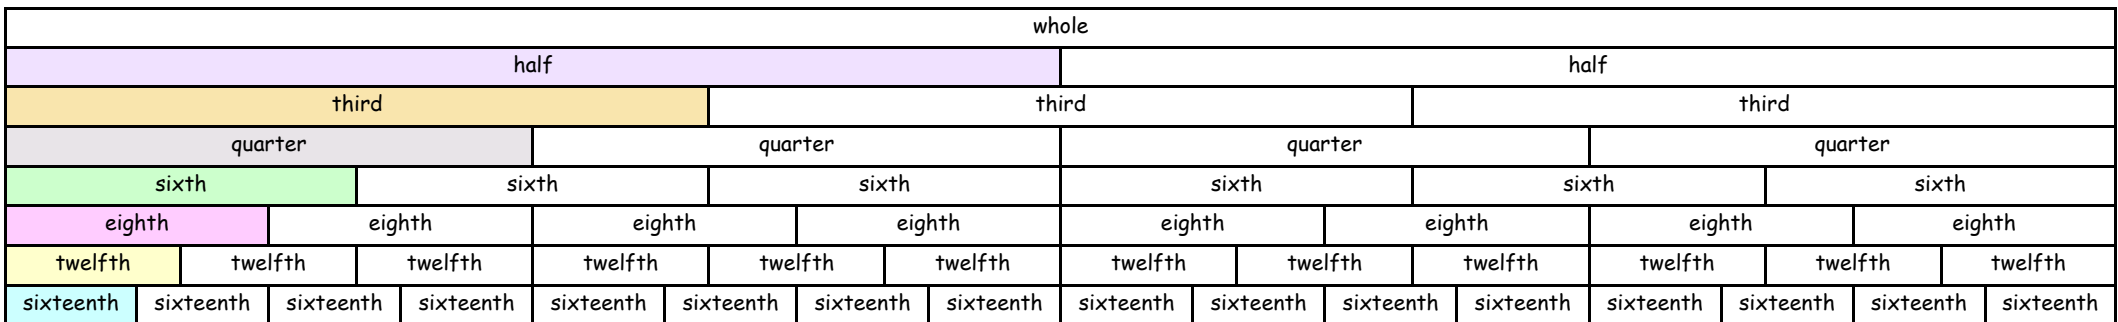 whole
half half
third third third
quarter quarter quarter quarter
sixth sixth sixth sixth sixth sixth
eighth eighth eighth eighth eighth eighth eighth eighth
twelfth twelfth twelfth twelfth twelfth twelfth twelfth twelfth twelfth twelfth twelfth twelfth
sixteenth sixteenth sixteenth sixteenth sixteenth sixteenth sixteenth sixteenth sixteenth sixteenth sixteenth sixteenth sixteenth sixteenth sixteenth sixteenth